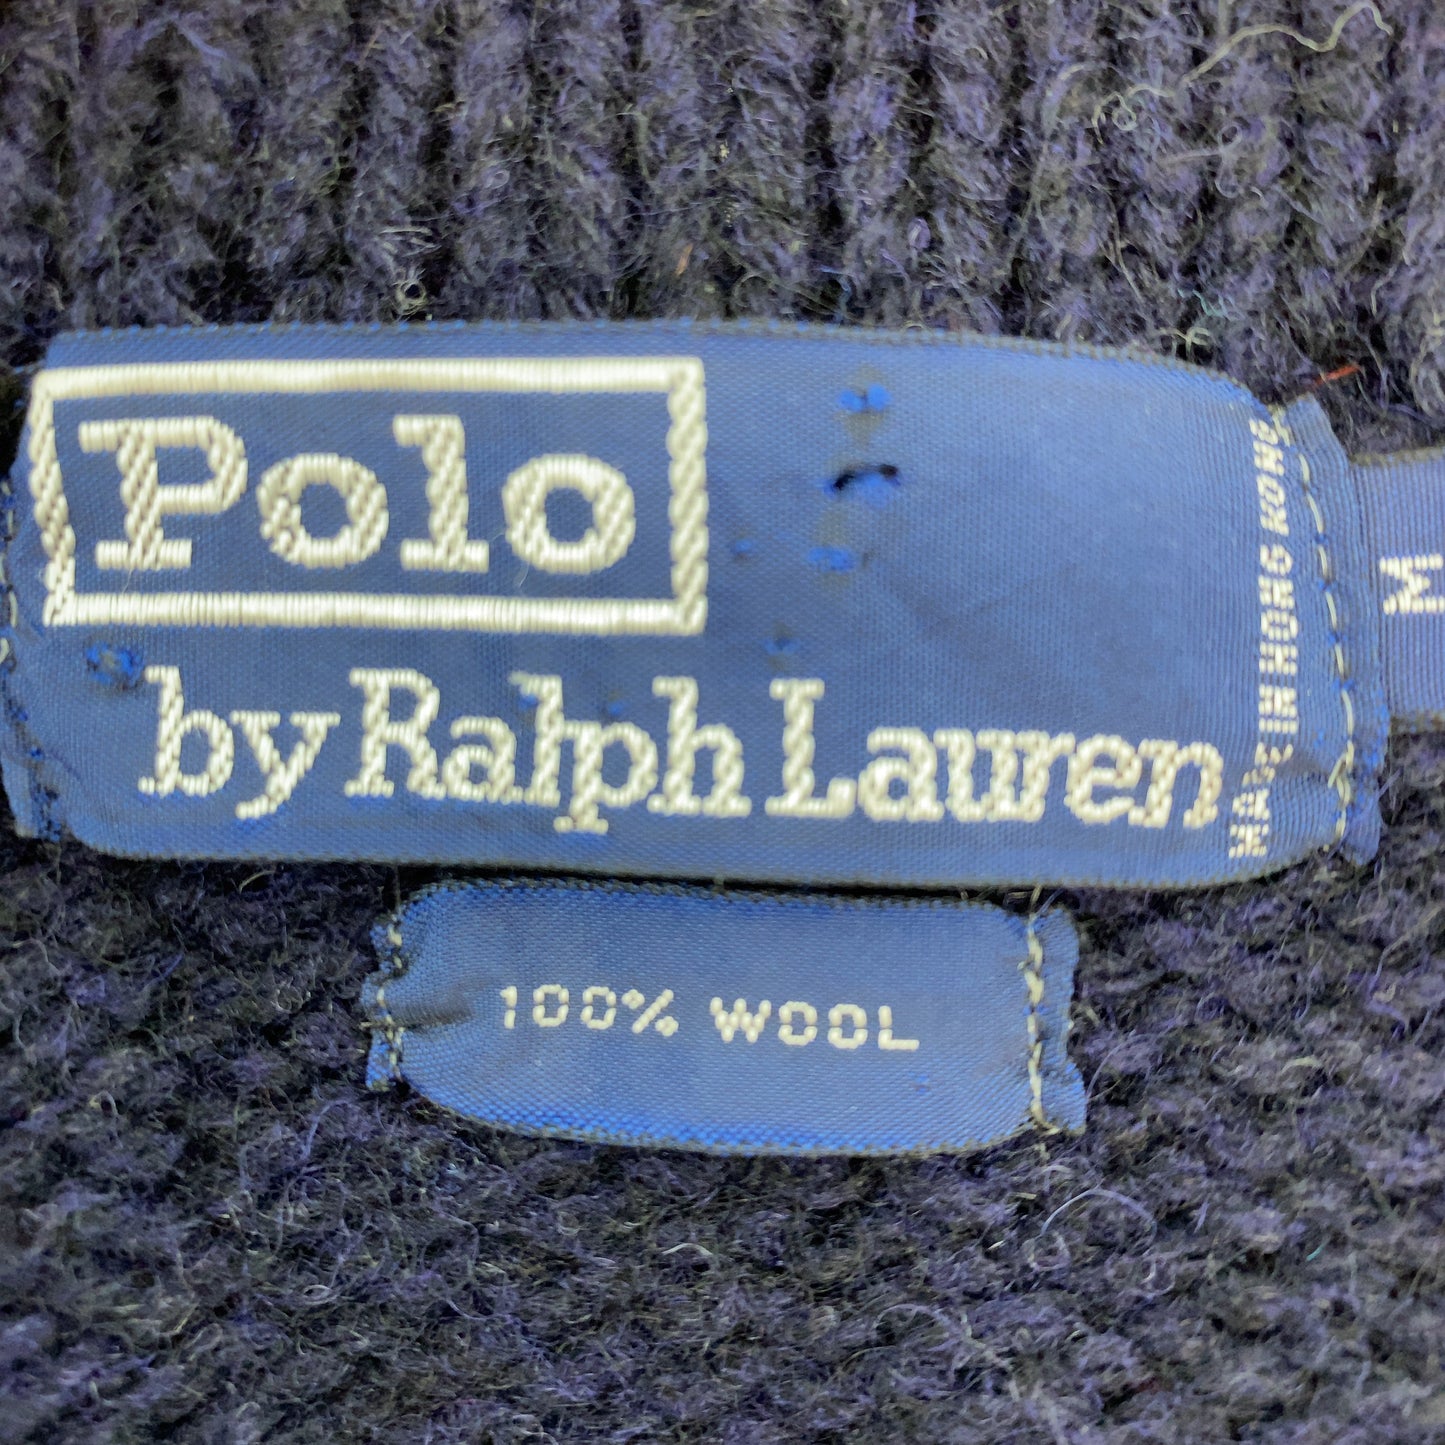 Polo
by Ralph Lauren
MADE IN HONG KONG
M
100% WOOL